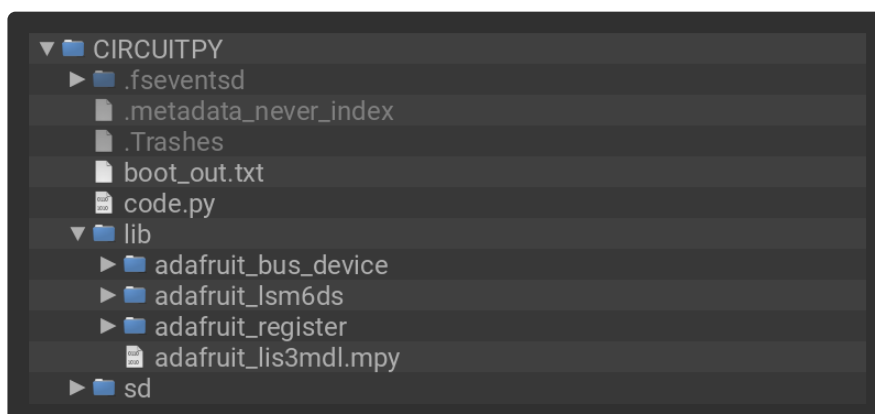 CIRCUITPY
.fseventsd
.metadata_never_index
.Trashes
boot_out.txt
code.py
lib
adafruit_bus_device
adafruit_lsm6ds
adafruit_register
adafruit_lis3mdl.mpy
sd